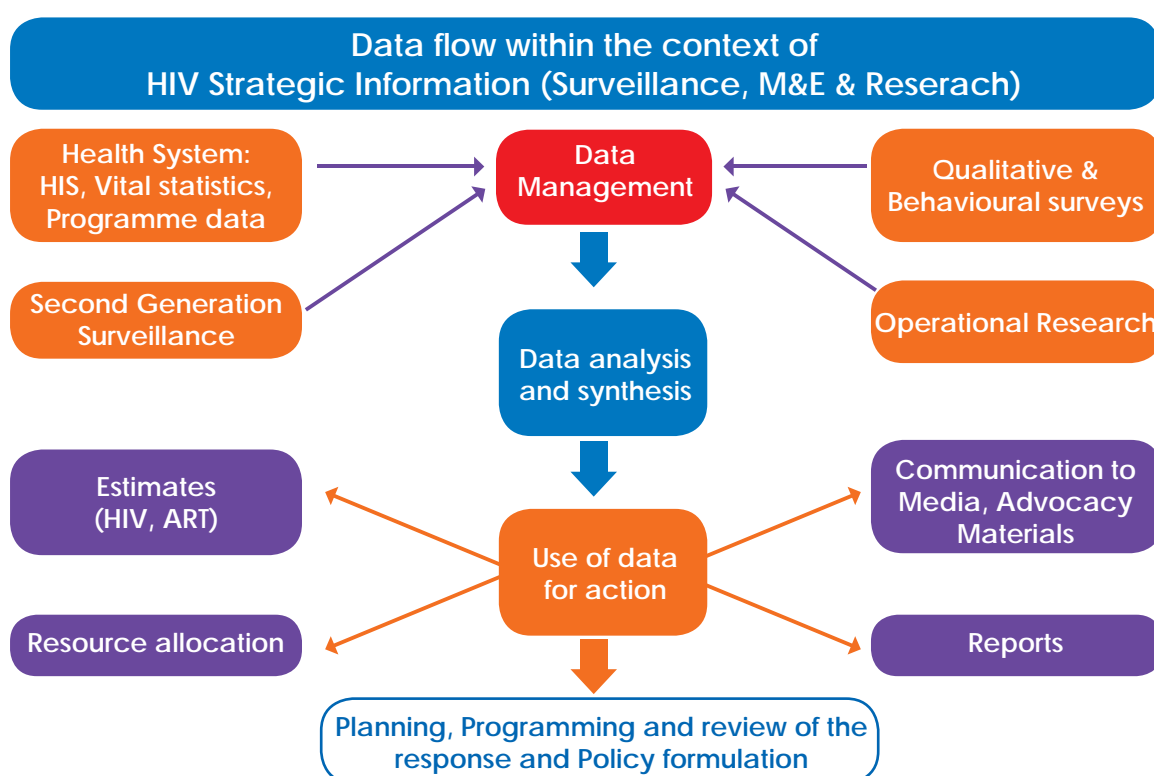 Data flow within the context of
HIV Strategic Information (Surveillance, M&E & Reserach)
Health System:
HIS, Vital statistics,
Programme data
Data
Management
Qualitative &
Behavioural surveys
Second Generation
Surveillance
Operational Research
Data analysis
and synthesis
Estimates
(HIV, ART)
Communication to
Media, Advocacy
Materials
Use of data
for action
Resource allocation
Reports
Planning, Programming and review of the
response and Policy formulation